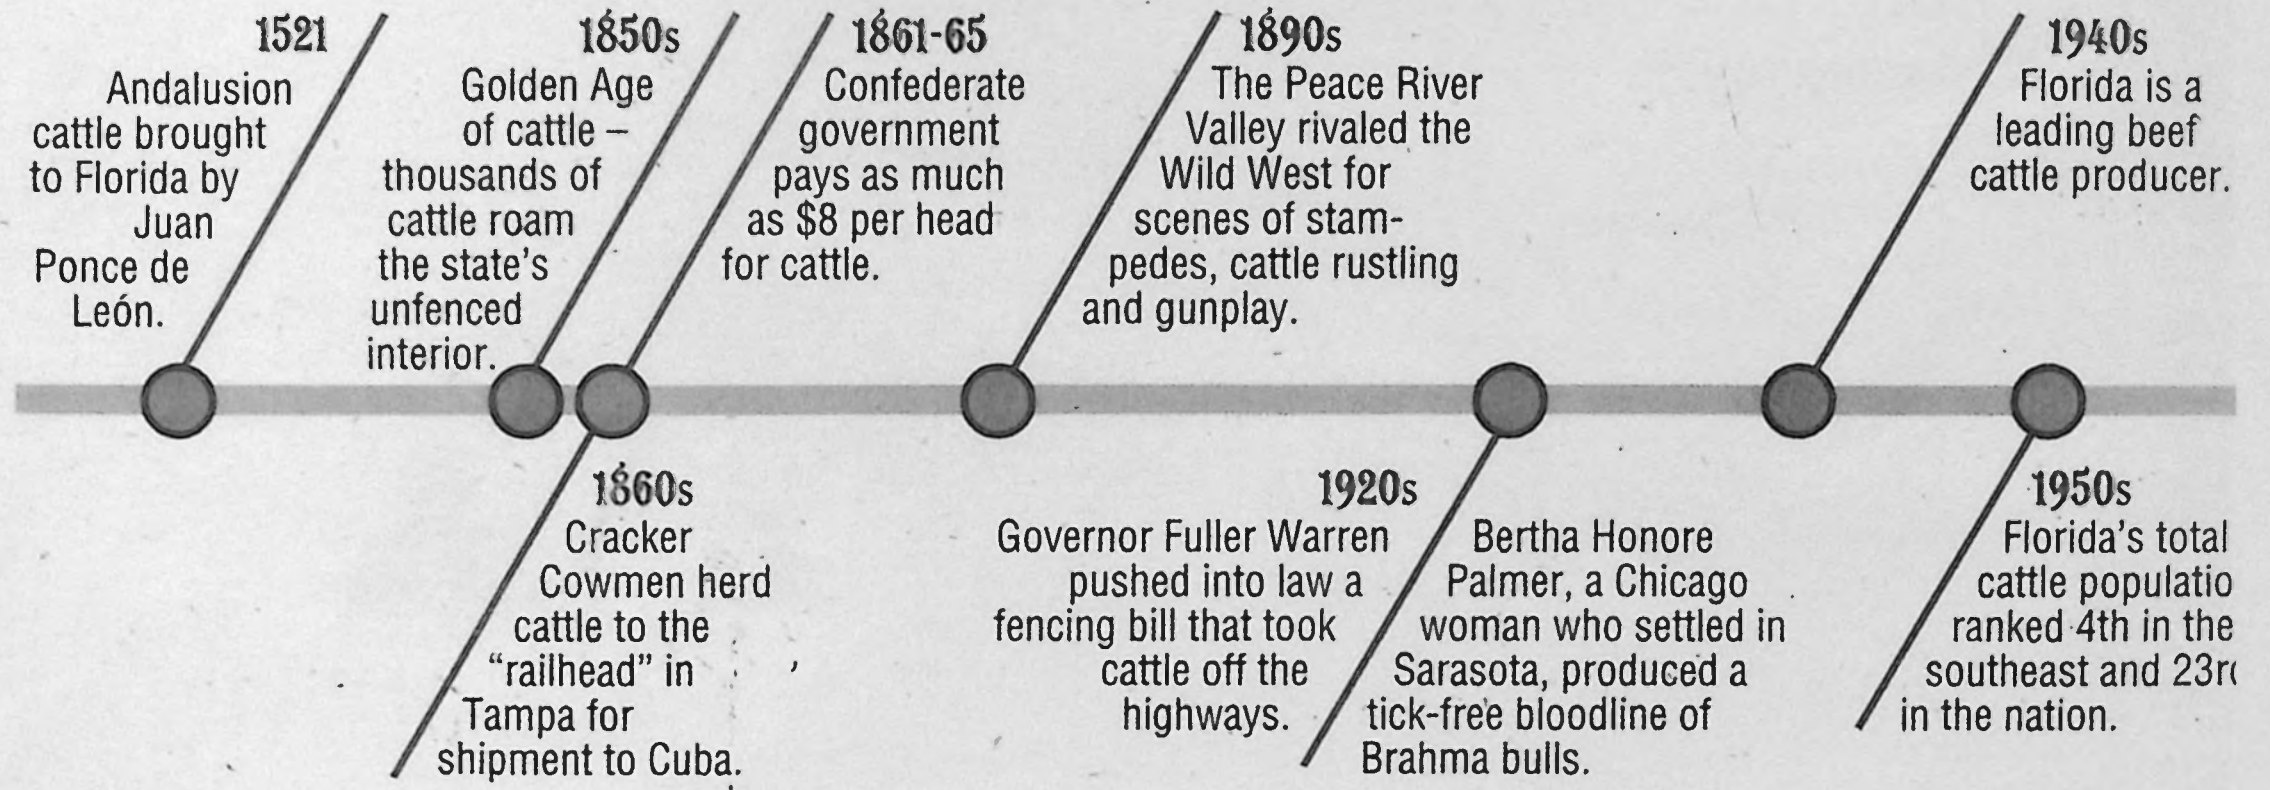 1521
Andalusion
cattle brought
to Florida by
Juan
Ponce de
León.
1850s
Golden Age
of cattle –
thousands of
cattle roam
the state's
unfenced
interior.
1861-65
Confederate
government
pays as much
as $8 per head
for cattle.
1890s
The Peace River
Valley rivaled the
Wild West for
scenes of stam-
pedes, cattle rustling
and gunplay.
1940s
Florida is a
leading beef
cattle producer.
1860s
Cracker
Cowmen herd
cattle to the
“railhead” in
Tampa for
shipment to Cuba.
1920s
Governor Fuller Warren
pushed into law a
fencing bill that took
cattle off the
highways.
Bertha Honore
Palmer, a Chicago
woman who settled in
Sarasota, produced a
tick-free bloodline of
Brahma bulls.
1950s
Florida's total
cattle populatio
ranked 4th in the
southeast and 23r
in the nation.